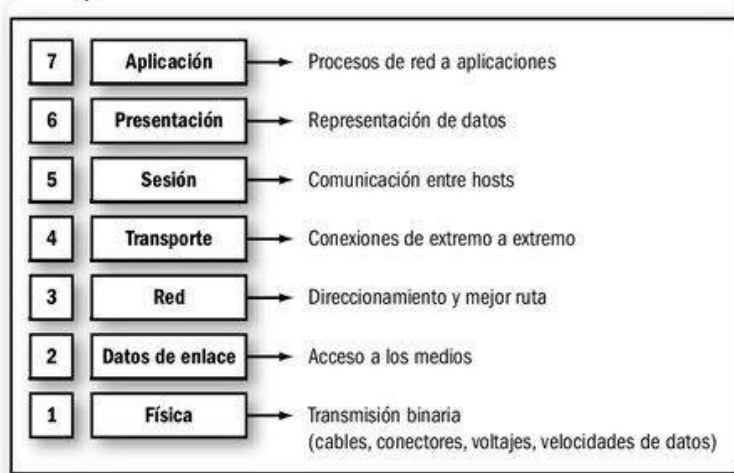 7 Aplicación Procesos de red a aplicaciones
6 Presentación Representación de datos
5 Sesión Comunicación entre hosts
4 Transporte Conexiones de extremo a extremo
3 Red Direccionamiento y mejor ruta
2 Datos de enlace Acceso a los medios
1 Física Transmisión binaria
(cables, conectores, voltajes, velocidades de datos)